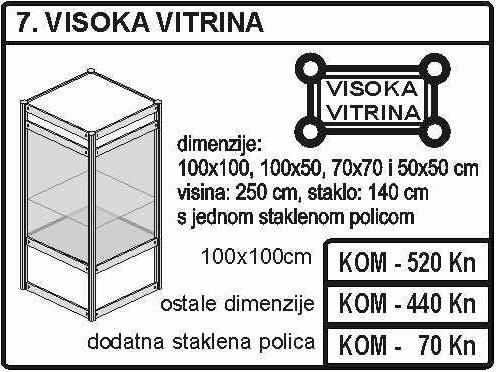 7. VISOKA VITRINA
VISOKA
VITRINA
dimenzije:
100x100, 100x50, 70x70 i 50x50 cm
visina: 250 cm, staklo: 140 cm
s jednom staklenom policom
100x100cm KOM - 520 Kn
ostale dimenzije KOM - 440 Kn
dodatna staklena polica KOM - 70 Kn